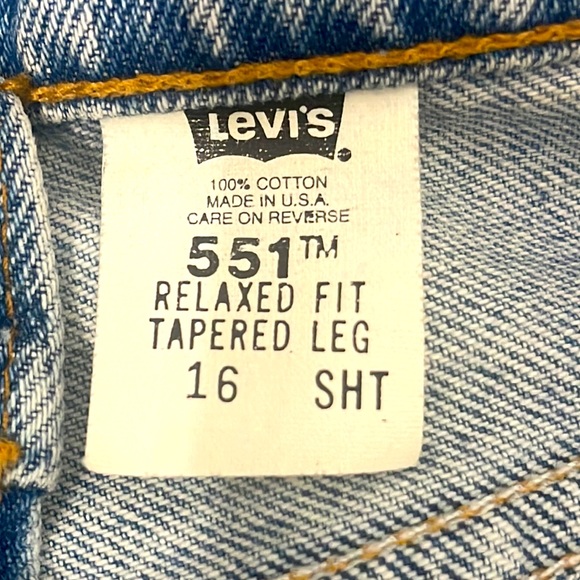 Levi's
100% COTTON
MADE IN U.S.A.
CARE ON REVERSE
551™
RELAXED FIT
TAPERED LEG
16 SHT